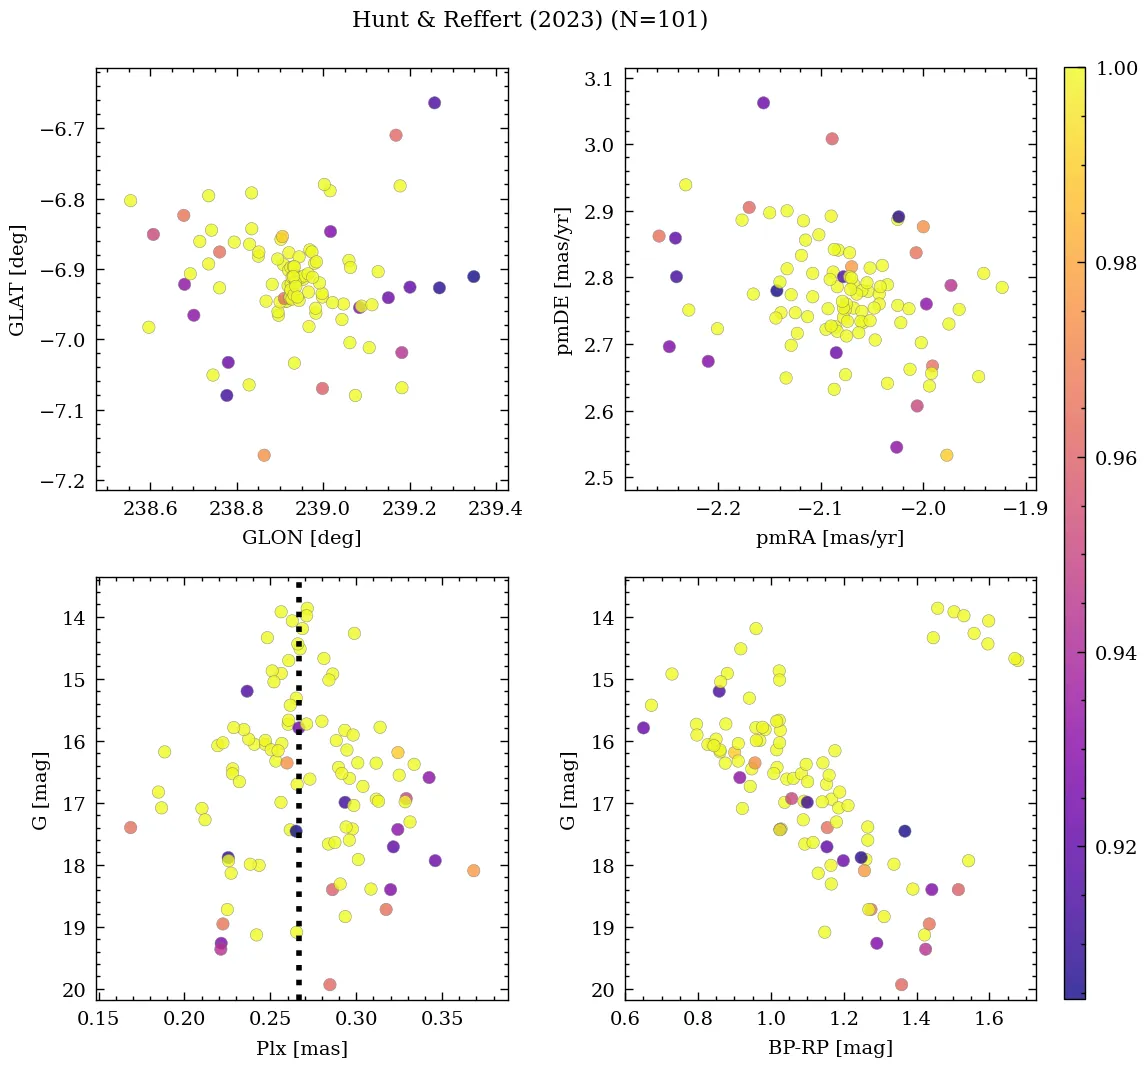 Hunt & Reffert (2023) (N=101)
−6.7
−6.8
−6.9
−7.0
−7.1
−7.2
GLAT [deg]
238.6 238.8 239.0 239.2 239.4
GLON [deg]
3.1
3.0
2.9
2.8
2.7
2.6
2.5
pmDE [mas/yr]
−2.2 −2.1 −2.0 −1.9
pmRA [mas/yr]
14
15
16
17
18
19
20
G [mag]
0.15 0.20 0.25 0.30 0.35
Plx [mas]
14
15
16
17
18
19
20
G [mag]
0.6 0.8 1.0 1.2 1.4 1.6
BP-RP [mag]
1.00
0.98
0.96
0.94
0.92